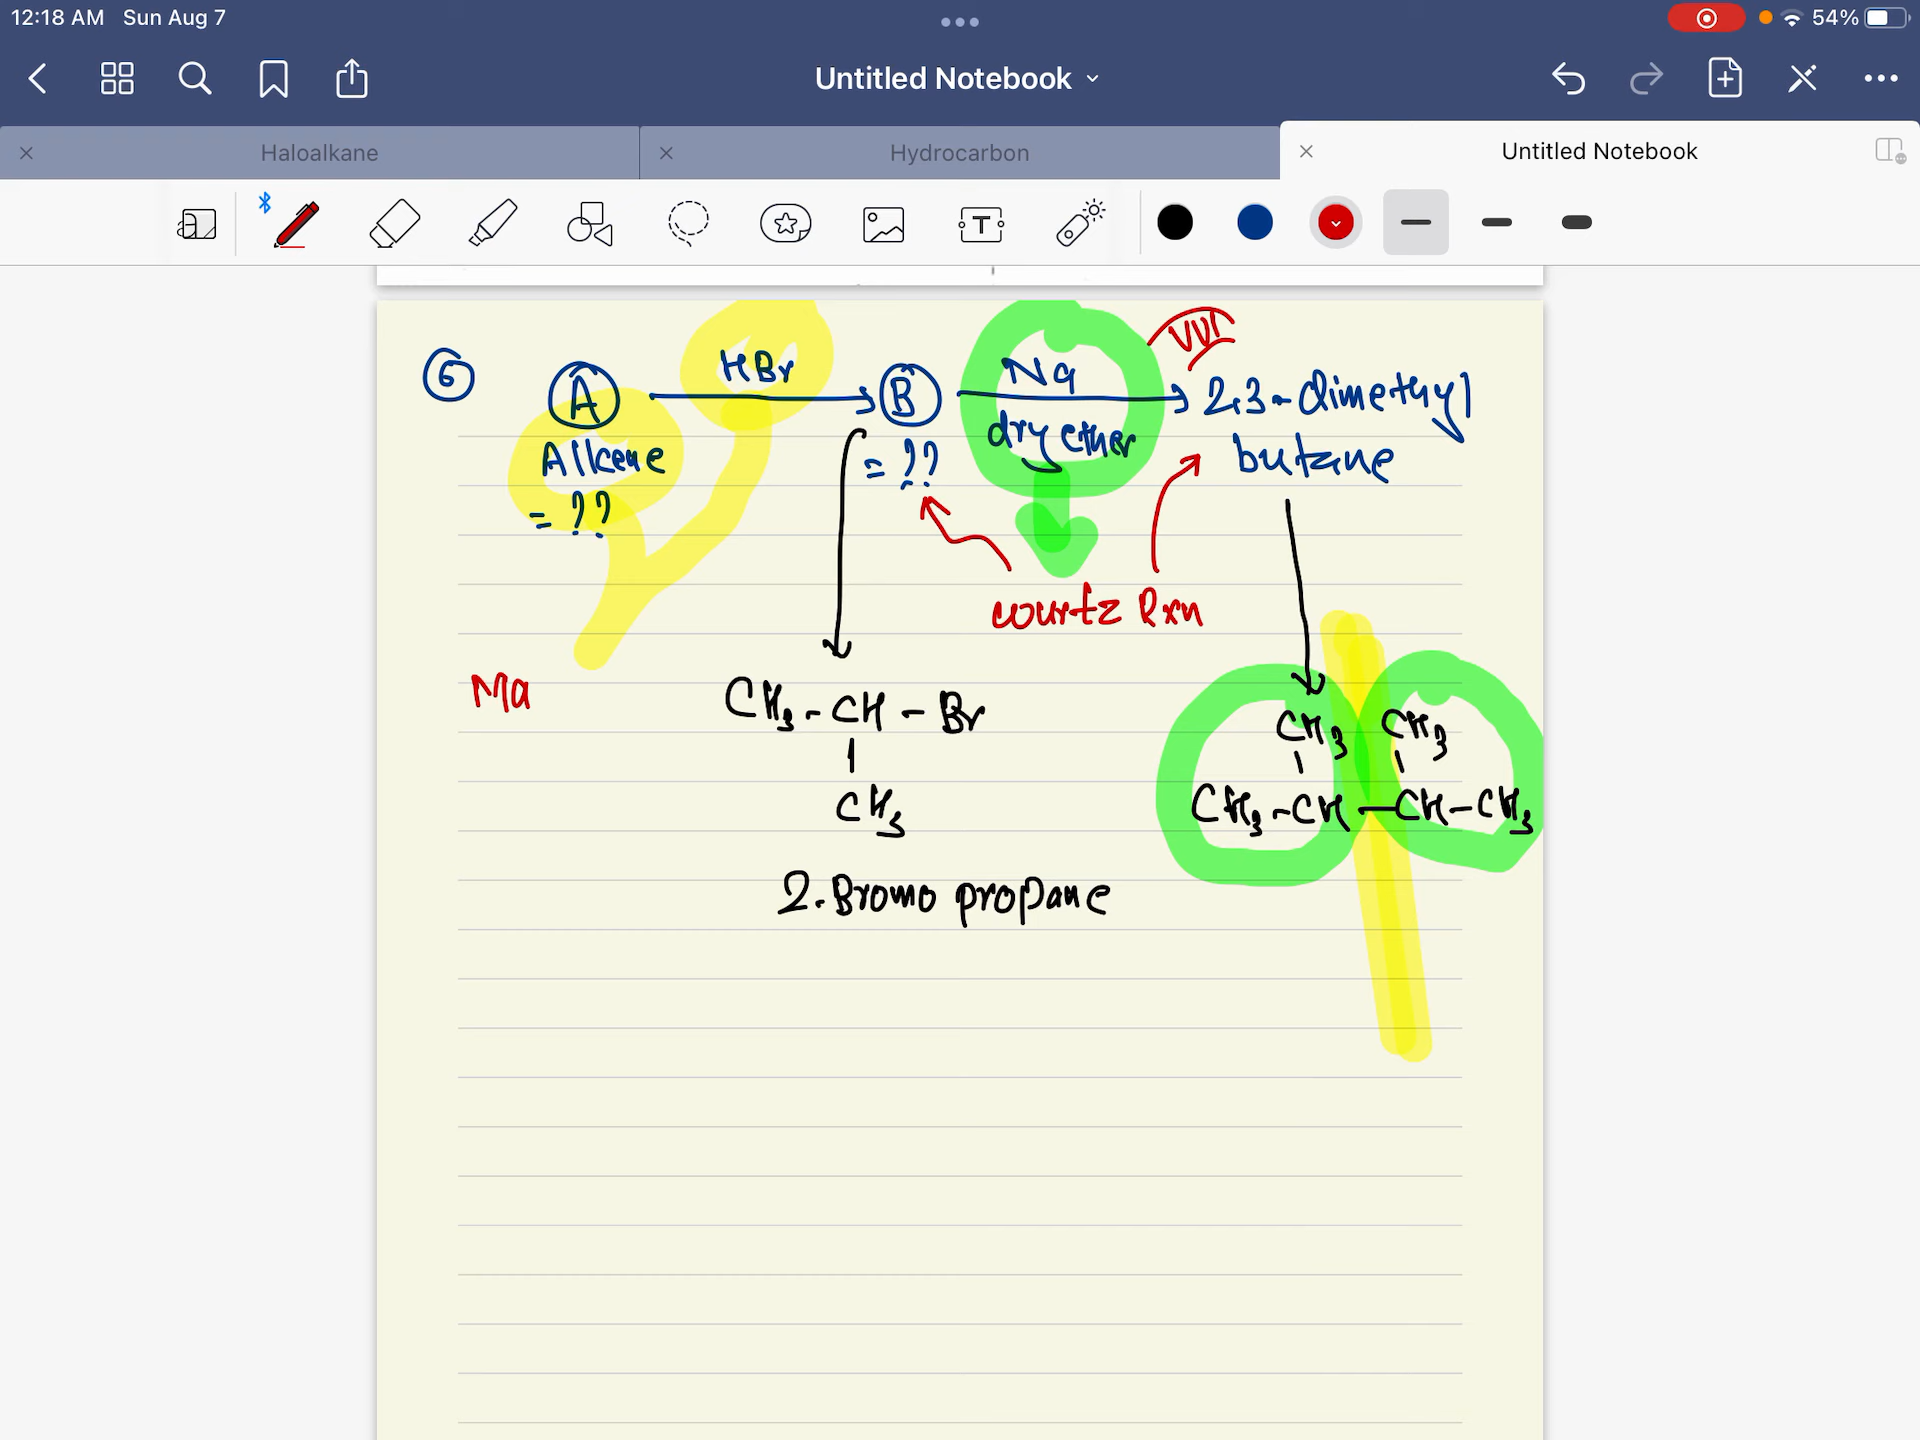 12:18 AM Sun Aug 7
54%
Untitled Notebook
Haloalkane
Hydrocarbon
Untitled Notebook
6 A HBr B Na 2,3-dimethyl
VVI
Alkene = ?? dry ether butane
= ??
wurtz Rxn
Ma
CH3-CH-Br
CH3
2.Bromo propane
CH3 CH3
CH3-CH-CH-CH3